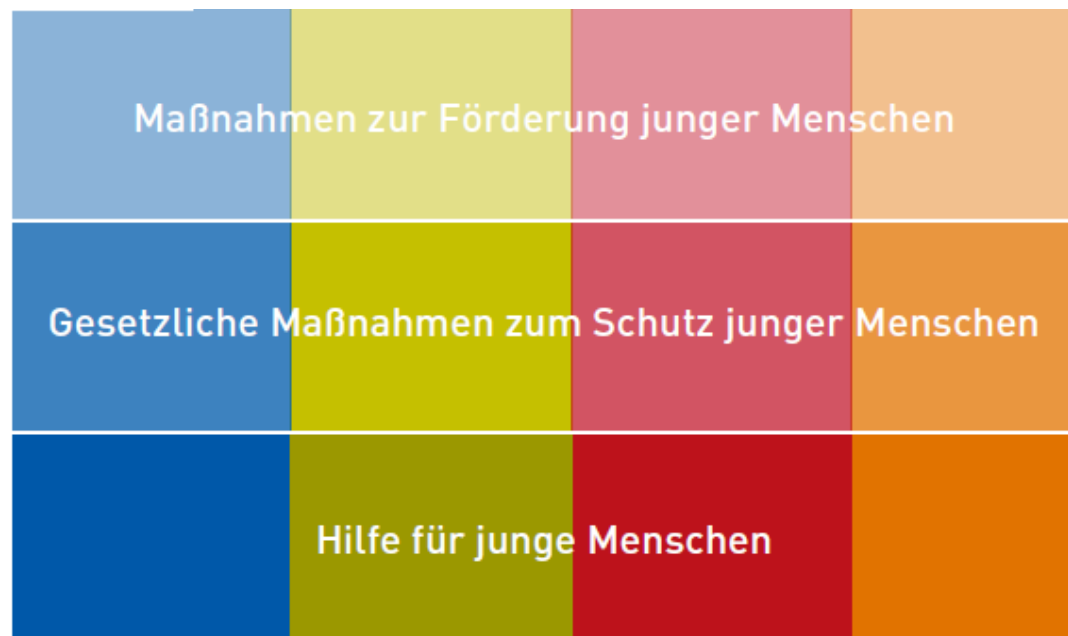 Maßnahmen zur Förderung junger Menschen
Gesetzliche Maßnahmen zum Schutz junger Menschen
Hilfe für junge Menschen